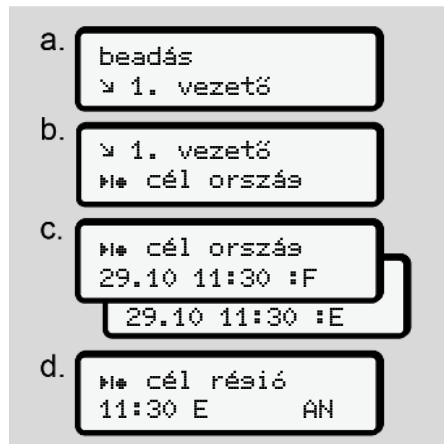 a.
beadás
↘ 1. vezető
b.
↘ 1. vezető
cél ország
c.
cél ország
29.10 11:30 :F
29.10 11:30 :E
d.
cél régió
11:30 E AN